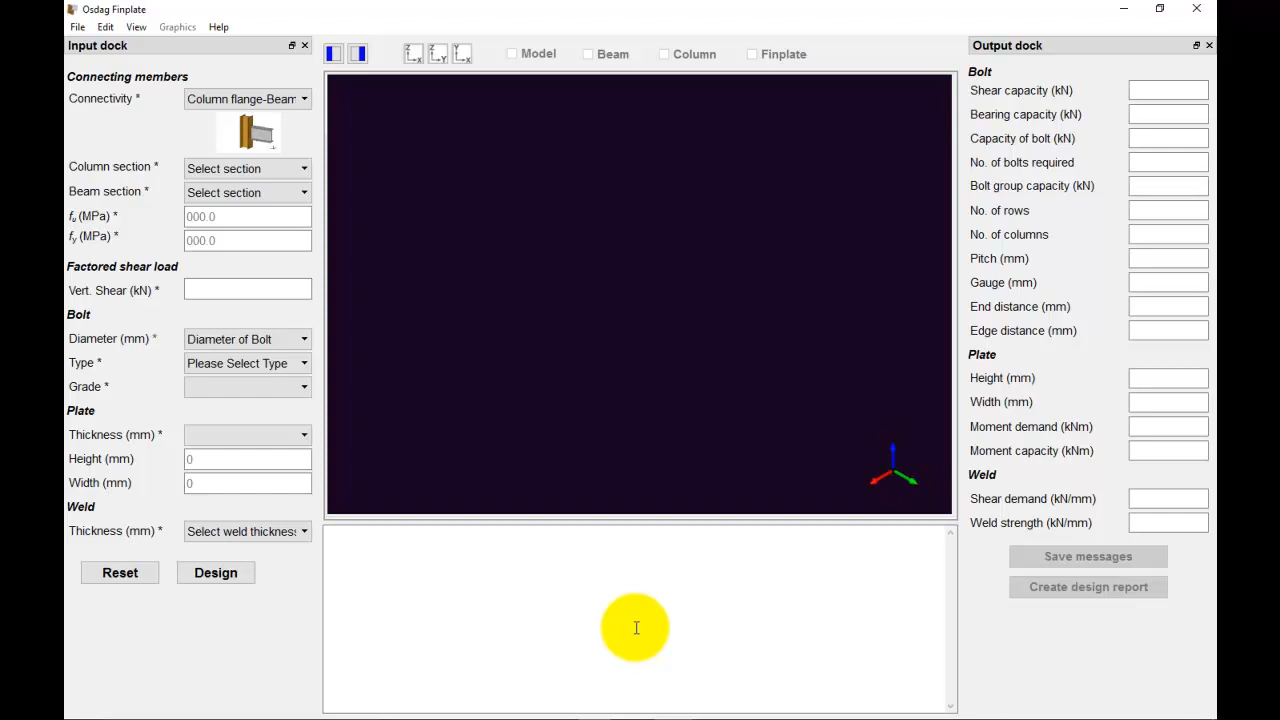 Osdag Finplate
File Edit View Graphics Help
Input dock
Connecting members
Connectivity * Column flange-Beam
Column section * Select section
Beam section * Select section
fu (MPa) * 000.0
fy (MPa) * 000.0
Factored shear load
Vert. Shear (kN) *
Bolt
Diameter (mm) * Diameter of Bolt
Type * Please Select Type
Grade *
Plate
Thickness (mm) *
Height (mm) 0
Width (mm) 0
Weld
Thickness (mm) * Select weld thickness
Reset Design
Z X Z Y Y X Model Beam Column Finplate
Output dock
Bolt
Shear capacity (kN)
Bearing capacity (kN)
Capacity of bolt (kN)
No. of bolts required
Bolt group capacity (kN)
No. of rows
No. of columns
Pitch (mm)
Gauge (mm)
End distance (mm)
Edge distance (mm)
Plate
Height (mm)
Width (mm)
Moment demand (kNm)
Moment capacity (kNm)
Weld
Shear demand (kN/mm)
Weld strength (kN/mm)
Save messages
Create design report